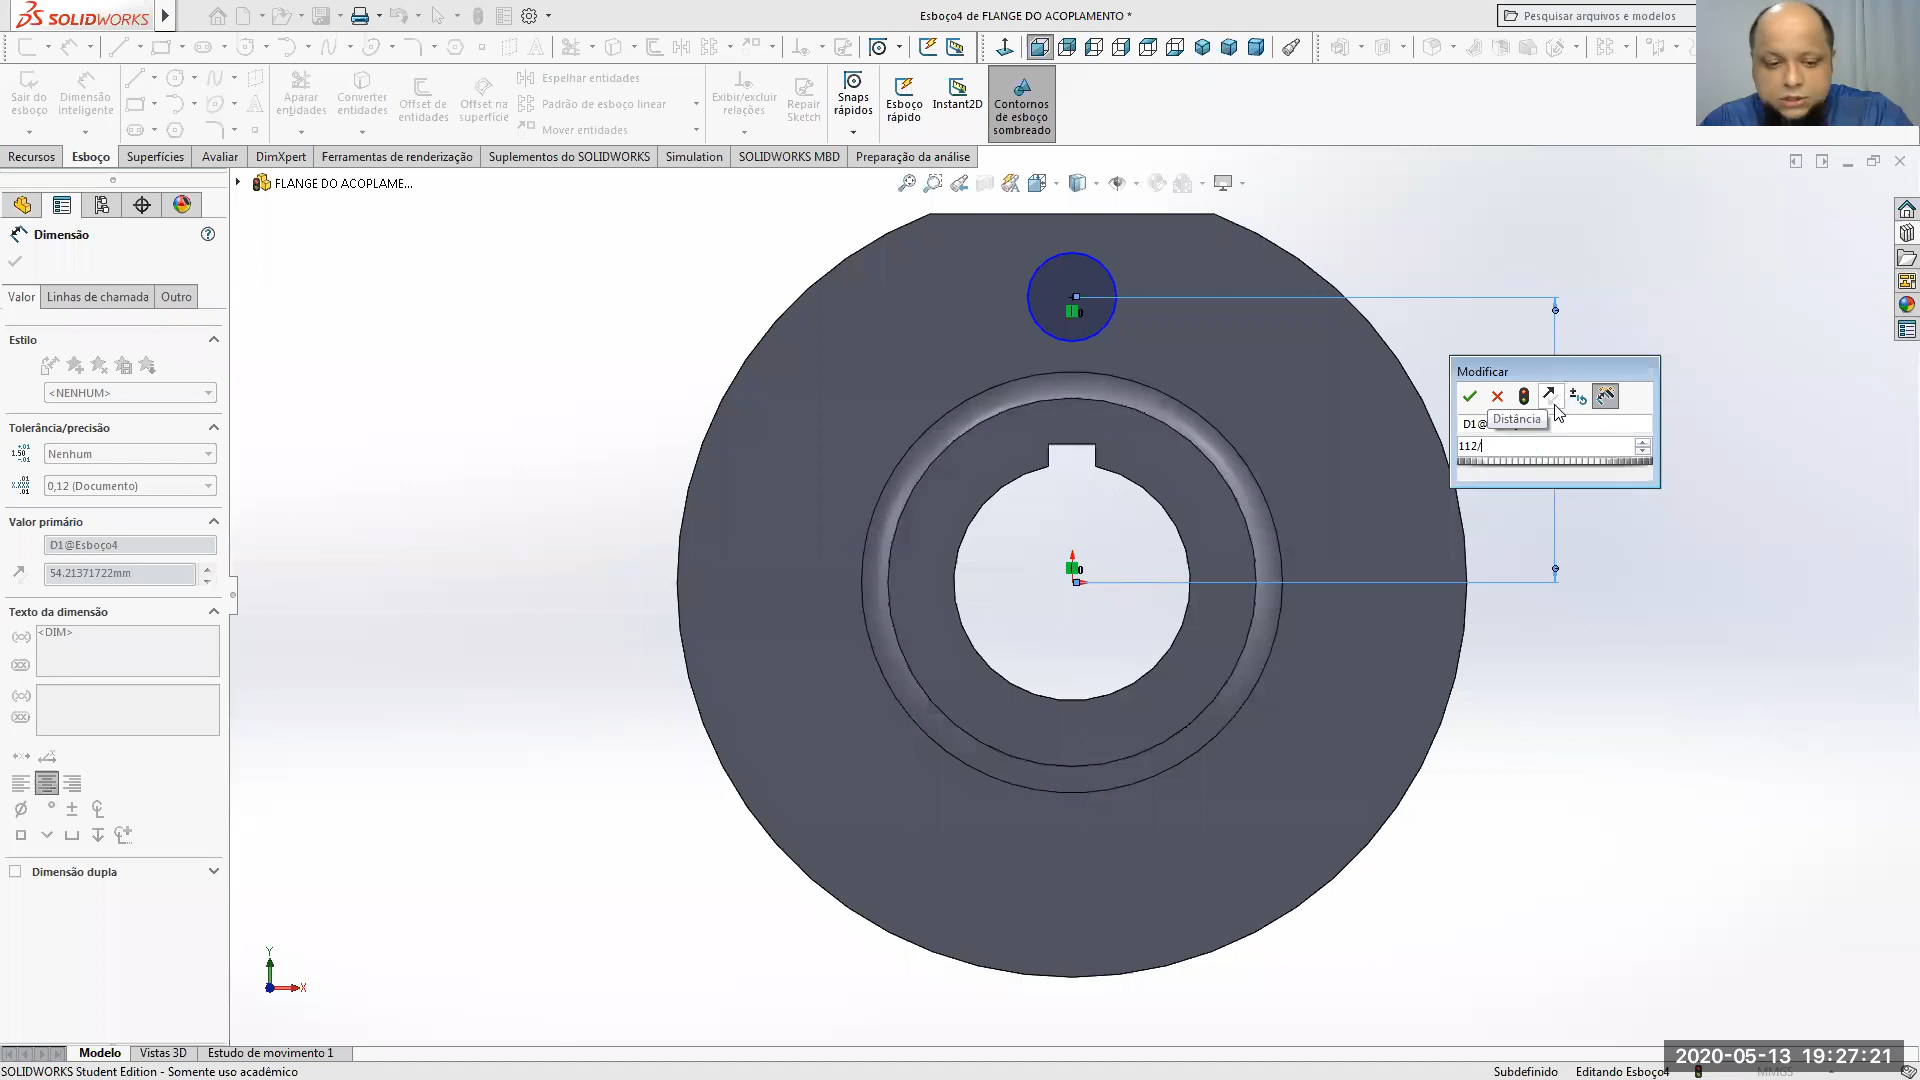 SOLIDWORKS
Esboço4 de FLANGE DO ACOPLAMENTO *
Pesquisar arquivos e modelos
Sair do esboço
Dimensão inteligente
Aparar entidades
Converter entidades
Offset de entidades
Offset na superfície
Espelhar entidades
Padrão de esboço linear
Mover entidades
Exibir/excluir relações
Repair Sketch
Snaps rápidos
Esboço rápido
Instant2D
Contornos de esboço sombreado
Recursos
Esboço
Superfícies
Avaliar
DimXpert
Ferramentas de renderização
Suplementos do SOLIDWORKS
Simulation
SOLIDWORKS MBD
Preparação da análise
FLANGE DO ACOPLAME...
Dimensão
Valor
Linhas de chamada
Outro
Estilo
<NENHUM>
Tolerância/precisão
Nenhum
0,12 (Documento)
Valor primário
D1@Esboço4
54.21371722mm
Texto da dimensão
<DIM>
Dimensão dupla
Modificar
D1@
Distância
112/
0
0
Y
X
Modelo
Vistas 3D
Estudo de movimento 1
2020-05-13 19:27:21
SOLIDWORKS Student Edition - Somente uso acadêmico
Subdefinido
Editando Esboço4
MMGS